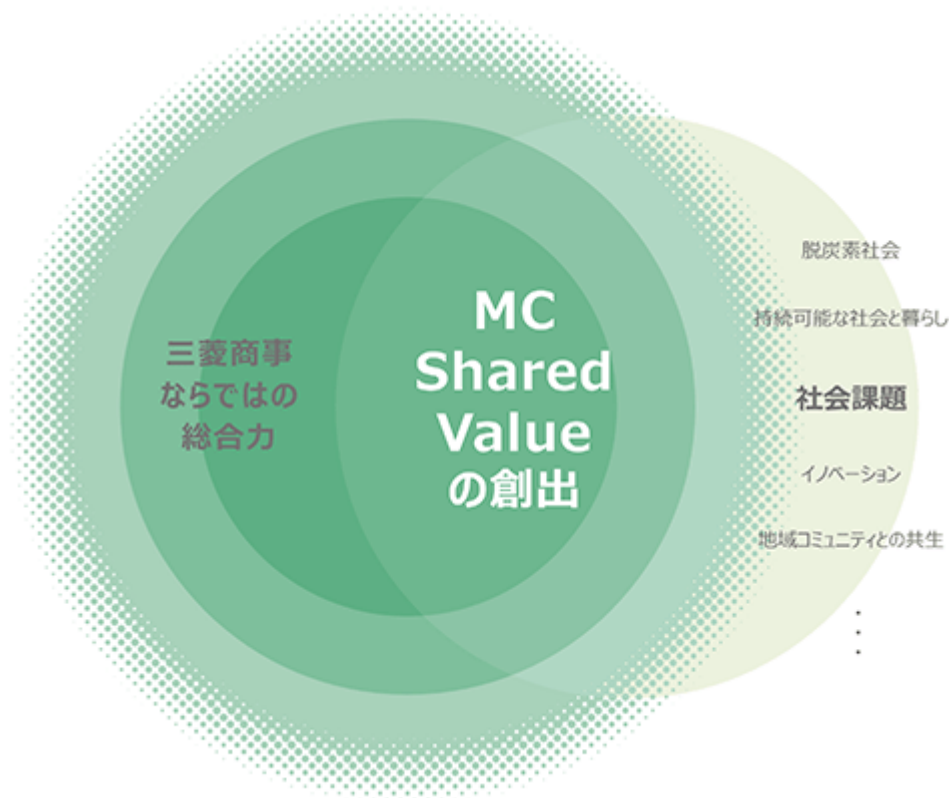 三菱商事
ならではの
総合力
MC
Shared
Value
の創出
脱炭素社会
持続可能な社会と暮らし
社会課題
イノベーション
地域コミュニティとの共生
・
・
・